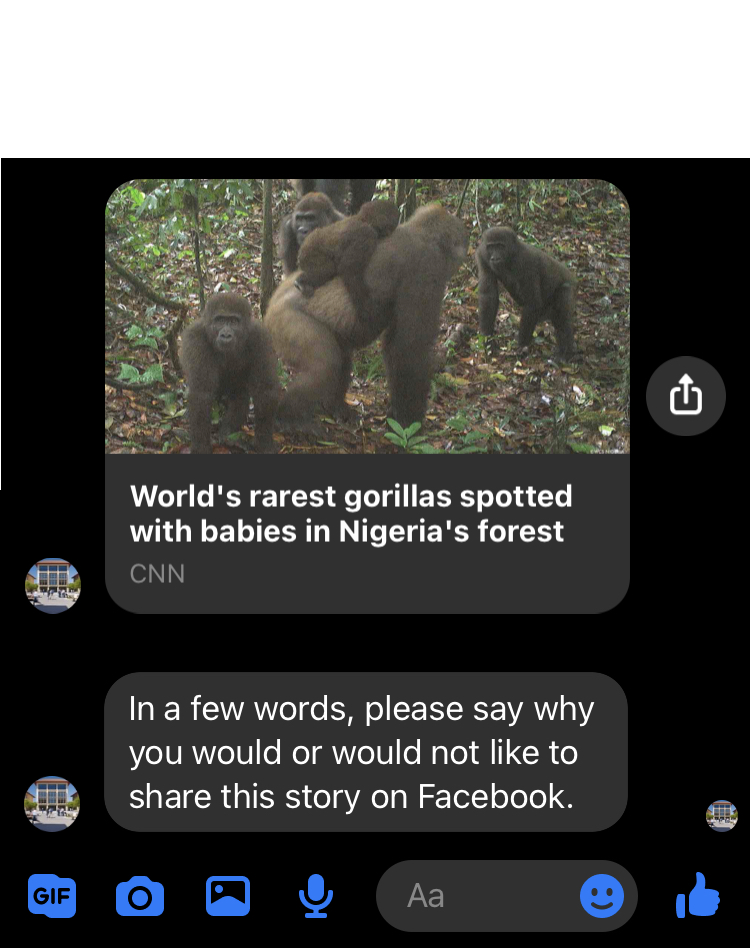 World's rarest gorillas spotted
with babies in Nigeria's forest
CNN
In a few words, please say why
you would or would not like to
share this story on Facebook.
GIF
Aa